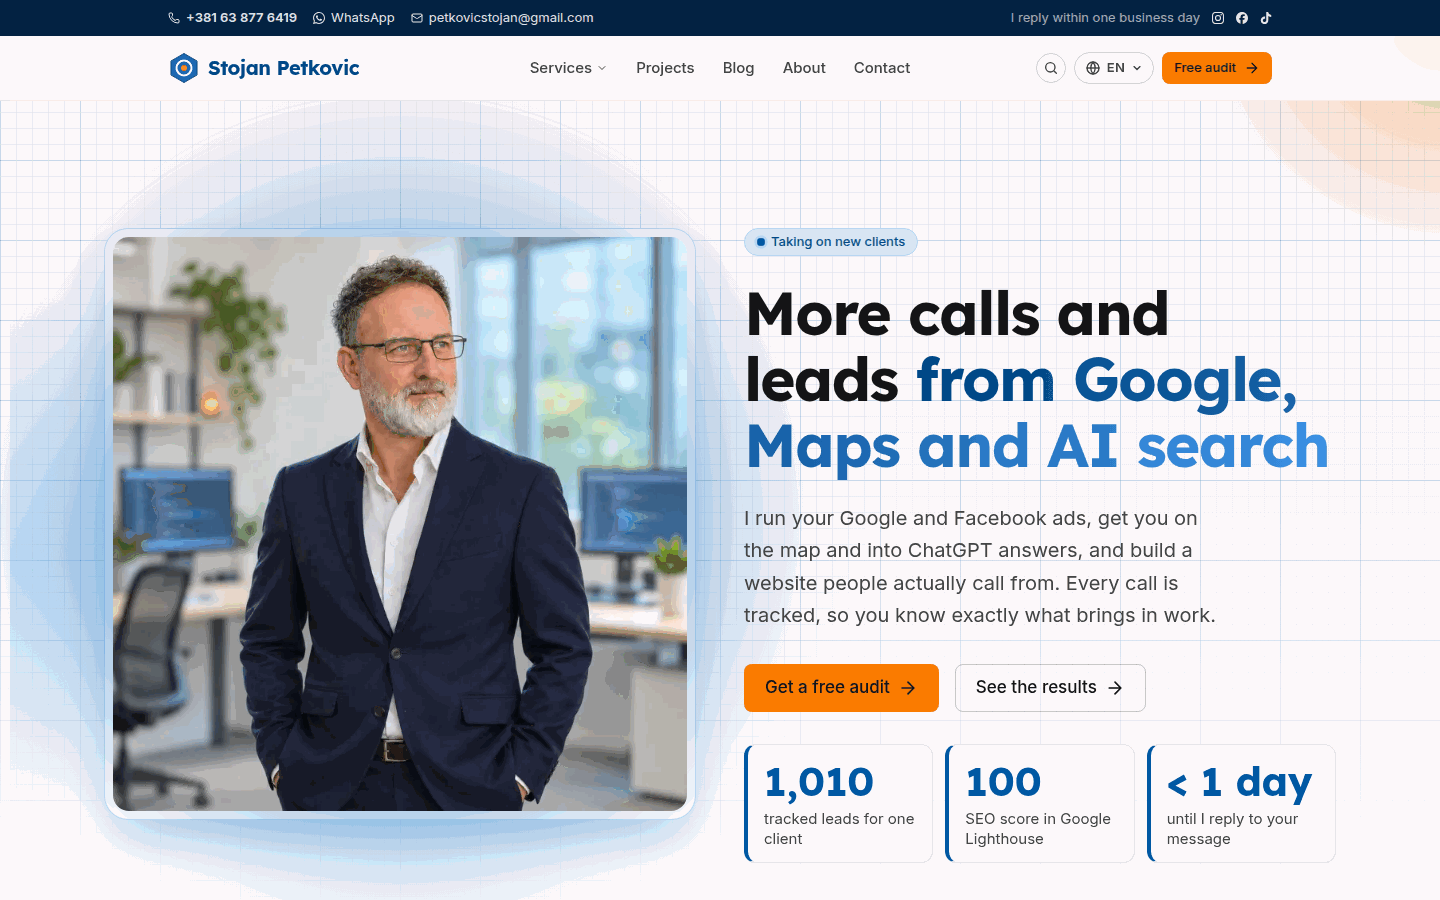 +381 63 877 6419 WhatsApp petkovicstojan@gmail.com I reply within one business day
Stojan Petkovic Services Projects Blog About Contact EN Free audit
Taking on new clients
More calls and
leads from Google,
Maps and AI search
I run your Google and Facebook ads, get you on
the map and into ChatGPT answers, and build a
website people actually call from. Every call is
tracked, so you know exactly what brings in work.
Get a free audit See the results
1,010
tracked leads for one
client
100
SEO score in Google
Lighthouse
< 1 day
until I reply to your
message